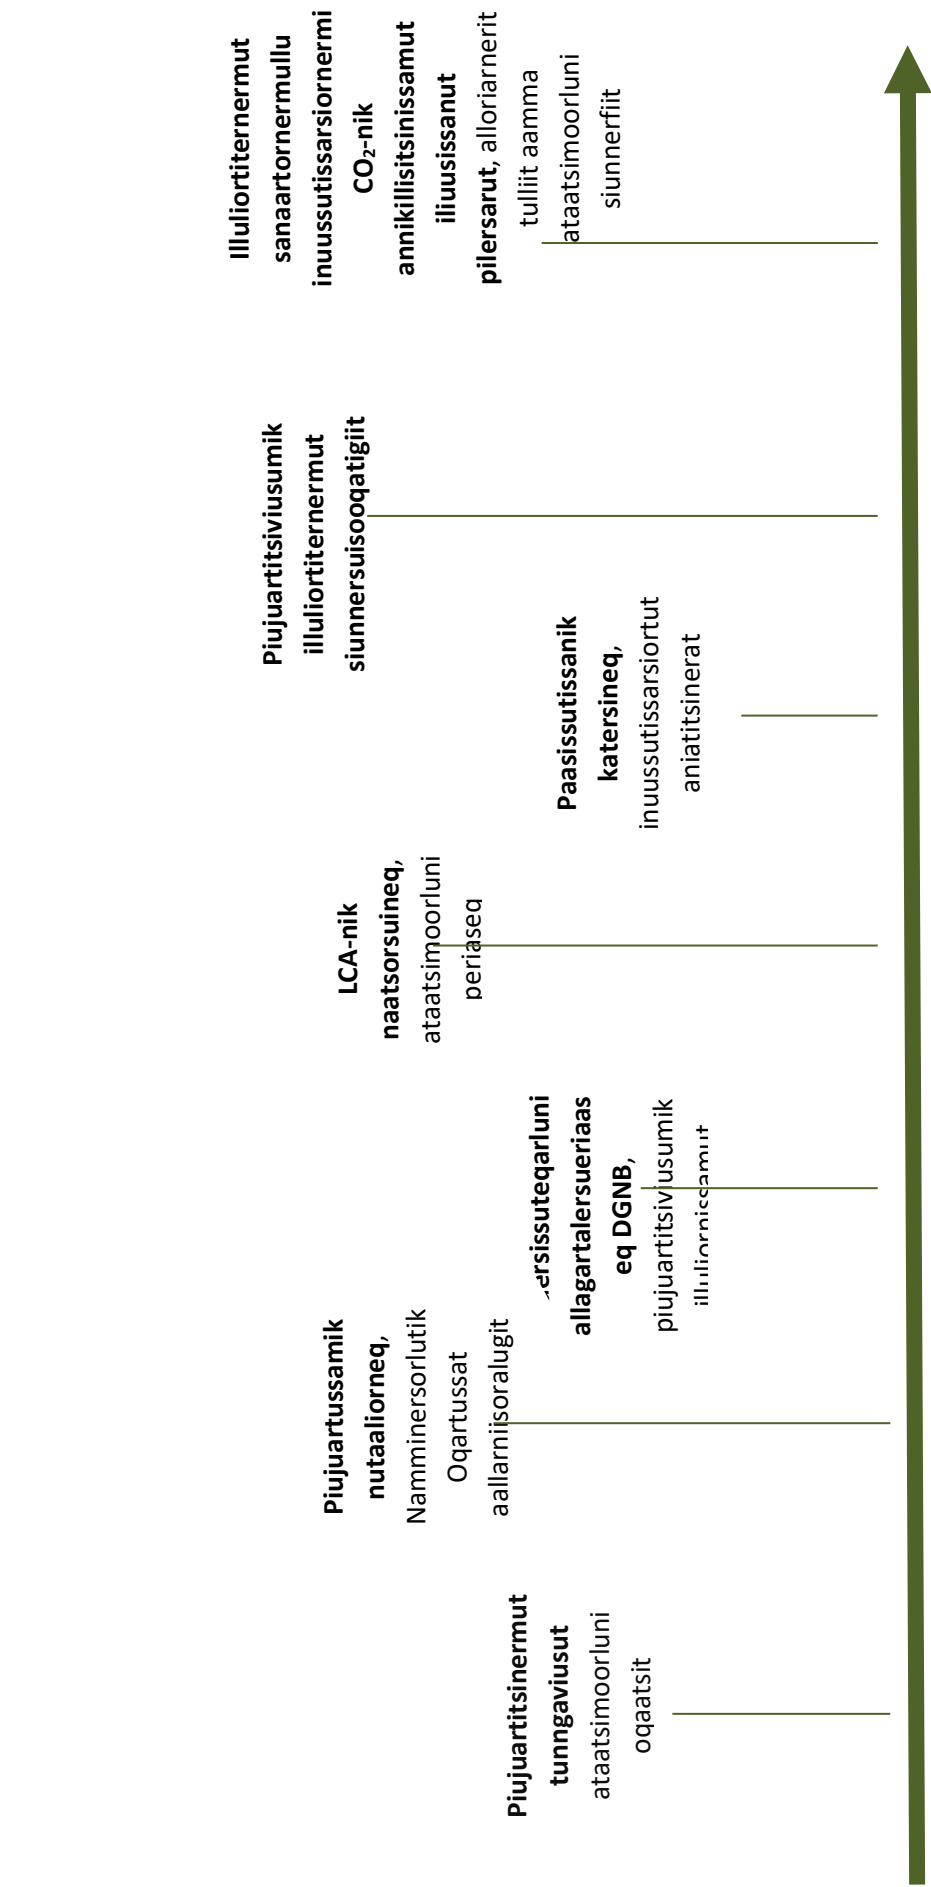 Piujuartitsinermut
tunngaviusut
ataatsimoorluni
oqaatsit
Piujuartussamik
nutaaliorneq,
Namminersorlutik
Oqartussat
aallarniisoralugit
allagartalersueriaas
eq DGNB,
piujuartitsiviusumik
illuliornissamut
LCA-nik
naatsorsuineq,
ataatsimoorluni
periaseq
Paasissutissanik
katersineq,
inuussutissarsiortut
aniatitsinerat
Piujuartitsiviusumik
illuliortiternermut
siunnersuisooqatigiit
Illuliortiternermut
sanaartornermullu
inuussutissarsiornermi
CO₂-nik
annikillisitsinissamut
iliuusissanut
pilersarut, alloriarnerit
tulliit aamma
ataatsimoorluni
siunnerfiit